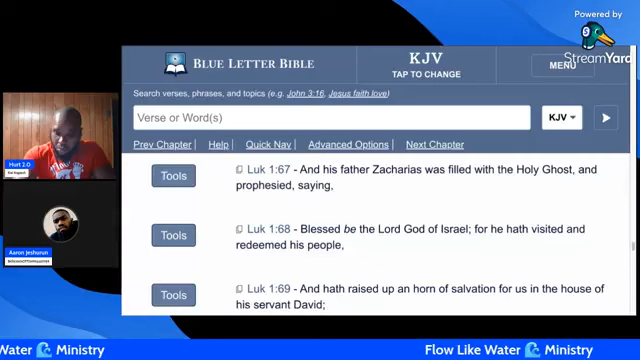 Powered by
StreamYard
BLUE LETTER BIBLE
KJV
TAP TO CHANGE
MENU
Search verses, phrases, and topics (e.g. John 3:16, Jesus faith love)
Verse or Word(s)
KJV
Prev Chapter
Help
Quick Nav
Advanced Options
Next Chapter
Tools
Luk 1:67 - And his father Zacharias was filled with the Holy Ghost, and
prophesied, saying,
Tools
Luk 1:68 - Blessed be the Lord God of Israel; for he hath visited and
redeemed his people,
Tools
Luk 1:69 - And hath raised up an horn of salvation for us in the house of
his servant David;
Hurt 2.0
Aaron Jeshurun
Water Ministry
Flow Like Water Ministry